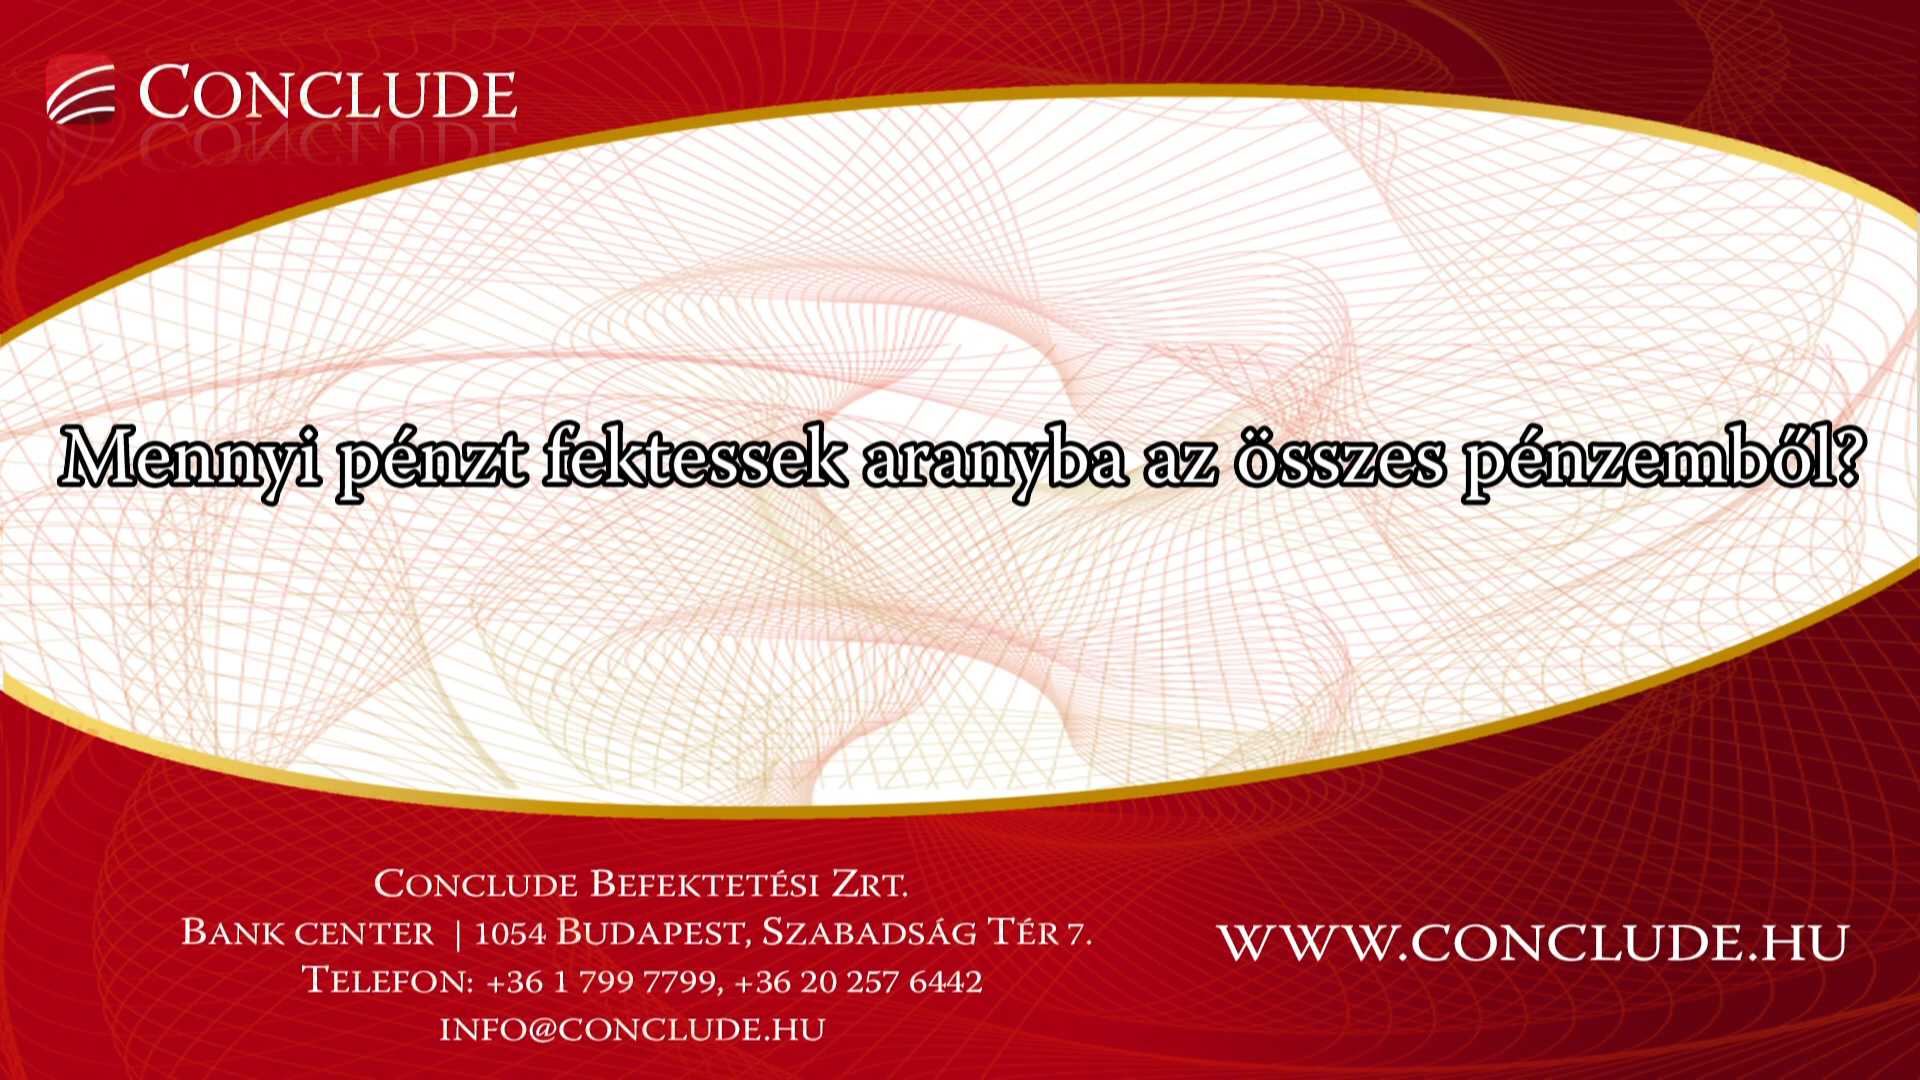 CONCLUDE
Mennyi pénzt fektessek aranyba az összes pénzemből?
CONCLUDE BEFEKTETÉSI ZRT.
BANK CENTER | 1054 BUDAPEST, SZABADSÁG TÉR 7.
TELEFON: +36 1 799 7799, +36 20 257 6442
INFO@CONCLUDE.HU
WWW.CONCLUDE.HU